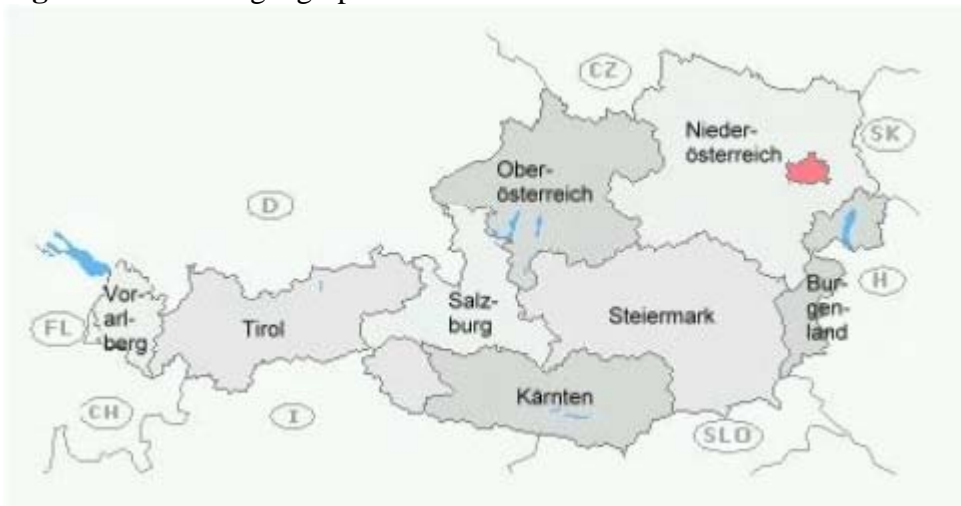 CZ
Nieder-
österreich
SK
Ober-
österreich
D
Vor-
arl-
berg
FL
Tirol
Salz-
burg
Steiermark
Bur-
gen-
land
H
Kärnten
CH
I
SLO